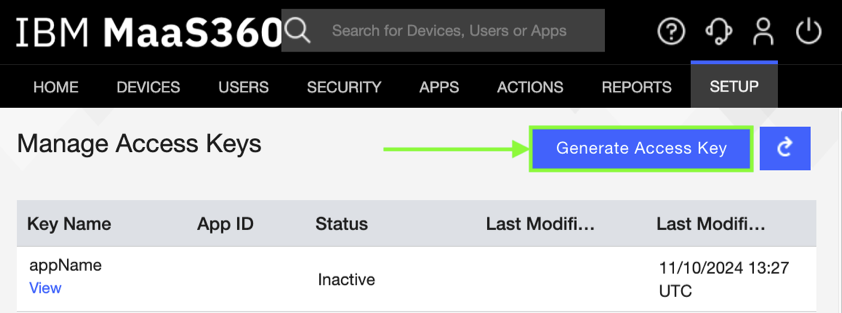 IBM MaaS360 Search for Devices, Users or Apps
HOME DEVICES USERS SECURITY APPS ACTIONS REPORTS SETUP
Manage Access Keys Generate Access Key
Key Name App ID Status Last Modifi... Last Modifi...
appName
View
Inactive
11/10/2024 13:27
UTC